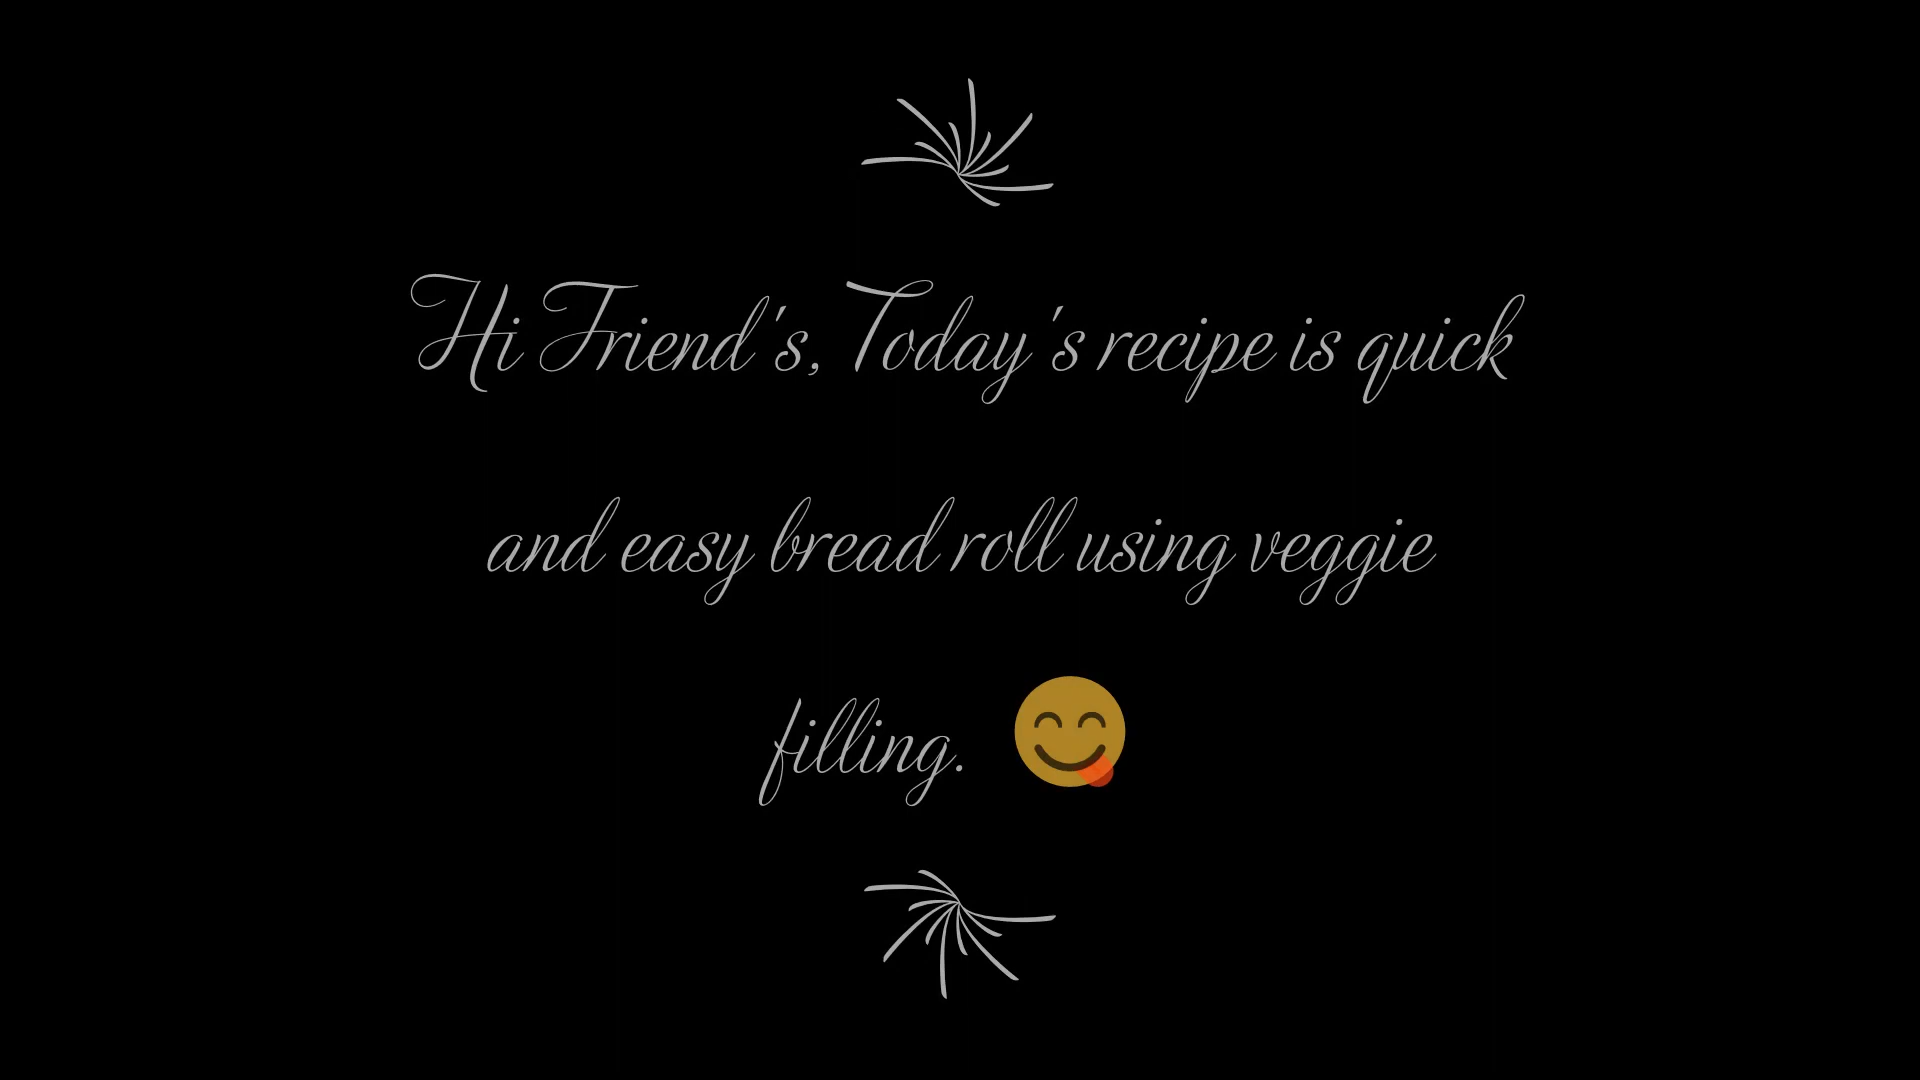 Hi Friend's, Today's recipe is quick
and easy bread roll using veggie
filling. 😋